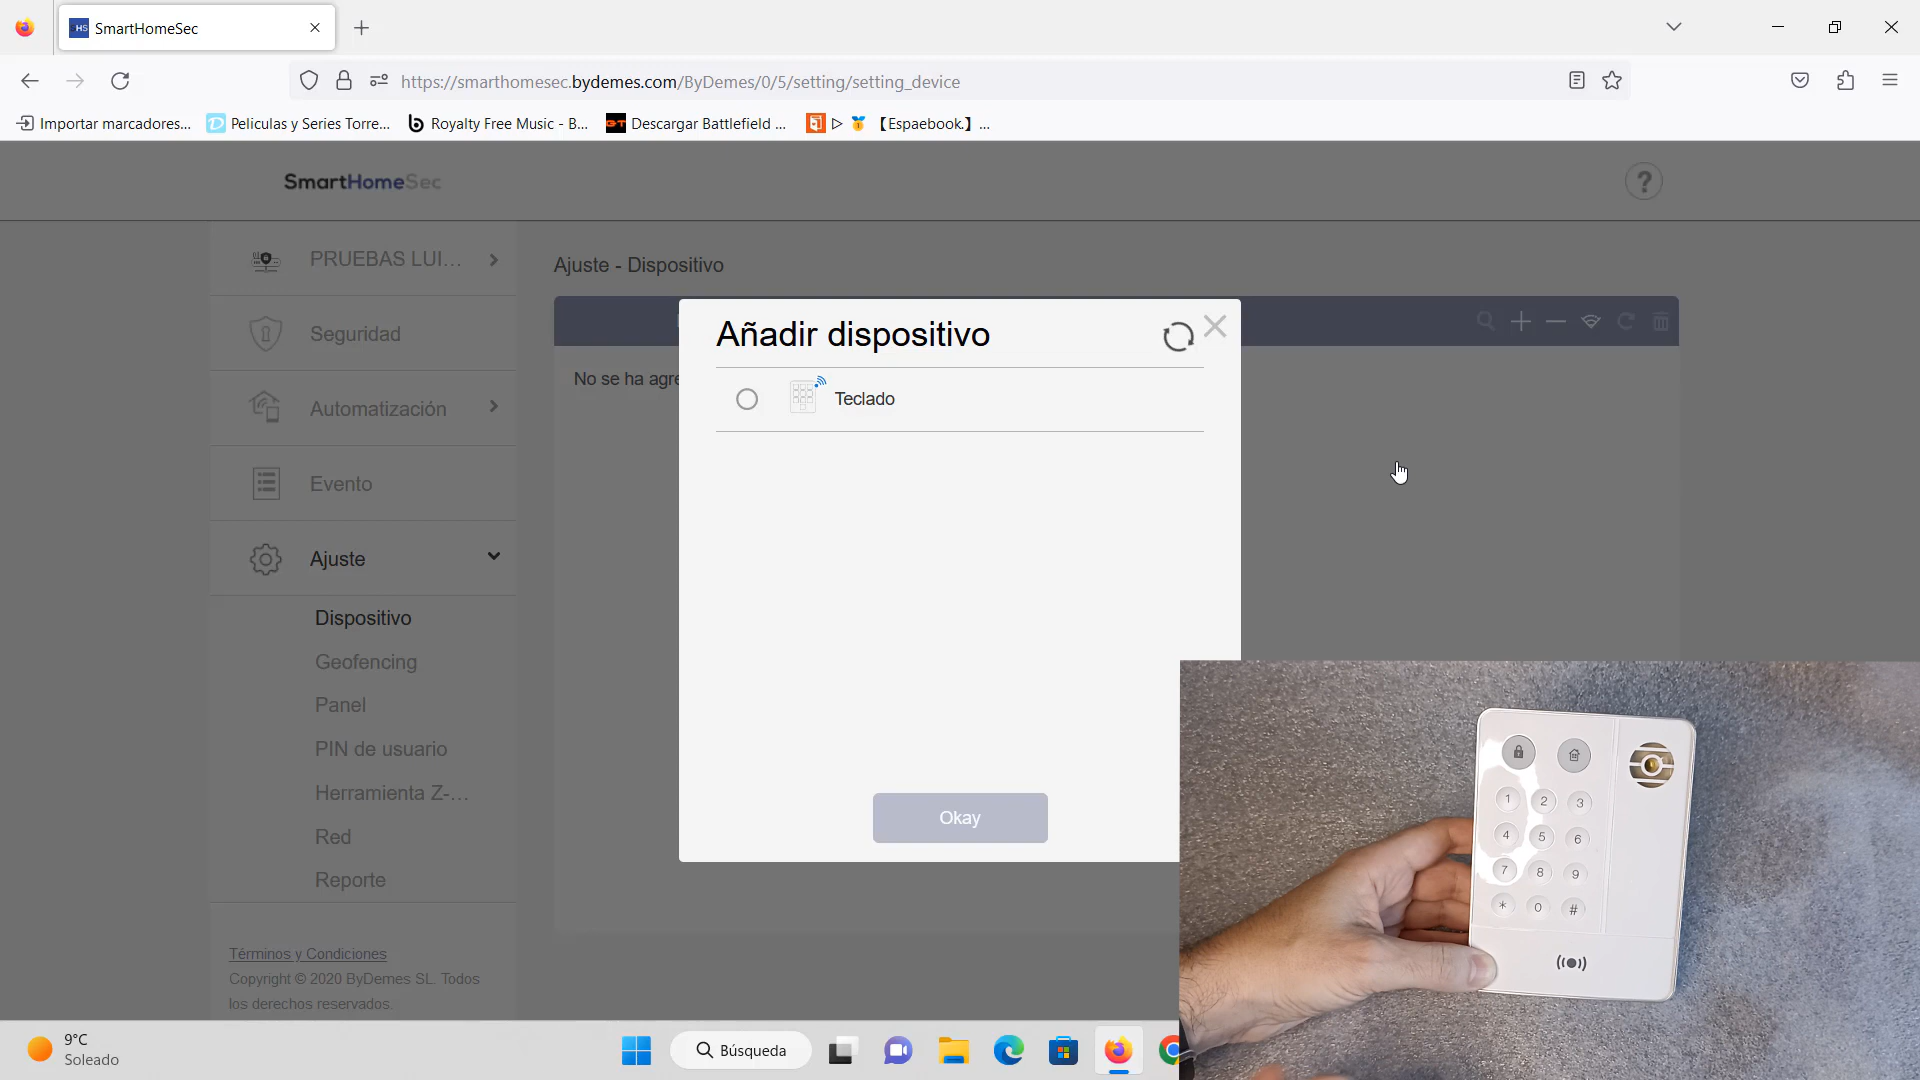 HS
SmartHomeSec
https://smarthomesec.bydemes.com/ByDemes/0/5/setting/setting_device
Importar marcadores...
Peliculas y Series Torre...
Royalty Free Music - B...
Descargar Battlefield ...
【Espaebook.】 ...
SmartHomeSec
?
PRUEBAS LUI...
Seguridad
Automatización
Evento
Ajuste
Dispositivo
Geofencing
Panel
PIN de usuario
Herramienta Z-...
Red
Reporte
Términos y Condiciones
Copyright © 2020 ByDemes SL. Todos
los derechos reservados.
Ajuste - Dispositivo
No se ha agre
Añadir dispositivo
Teclado
Okay
1 2 3
4 5 6
7 8 9
* 0 #
9°C
Soleado
Búsqueda